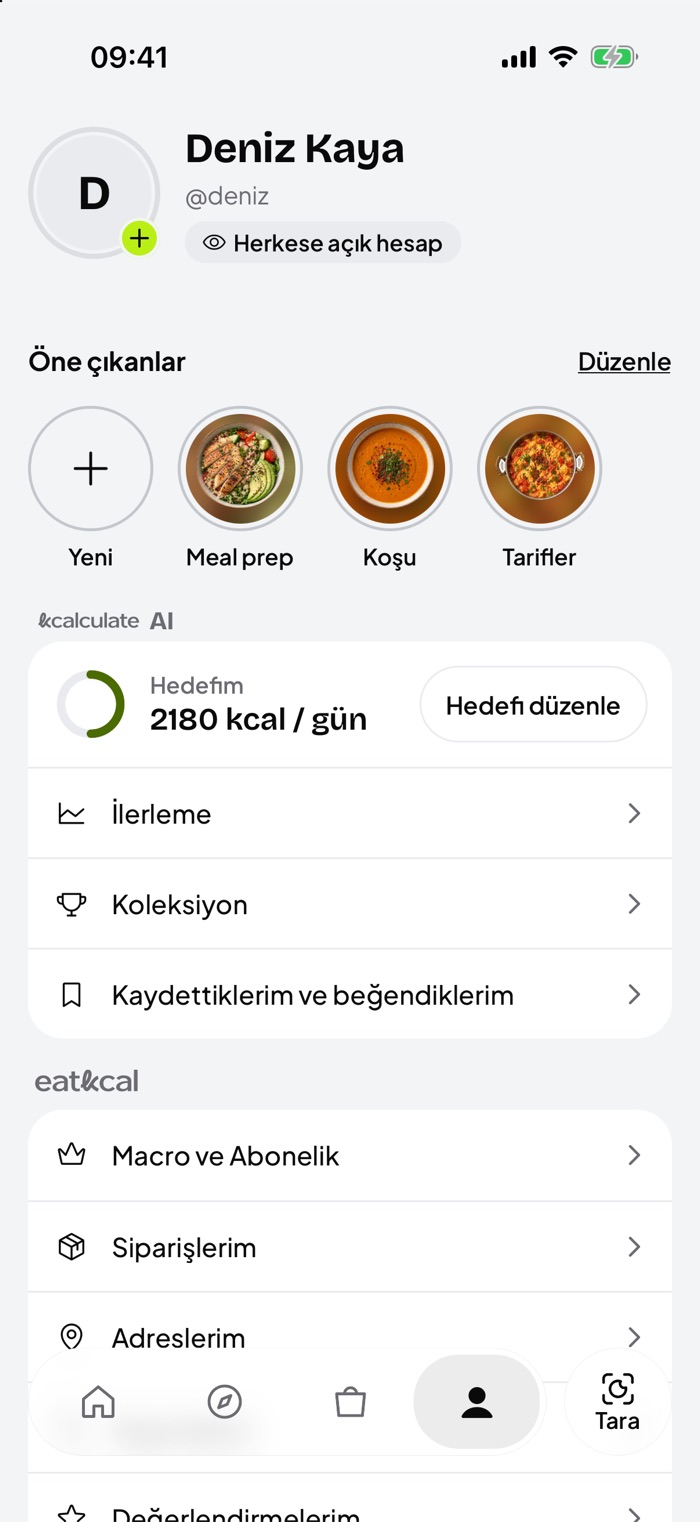 09:41
D
Deniz Kaya
@deniz
Herkese açık hesap
Öne çıkanlar
Düzenle
Yeni
Meal prep
Koşu
Tarifler
kcalculate AI
Hedefim
2180 kcal / gün
Hedefi düzenle
İlerleme
Koleksiyon
Kaydettiklerim ve beğendiklerim
eatkcal
Macro ve Abonelik
Siparişlerim
Adreslerim
Tara
Değerlendirmelerim